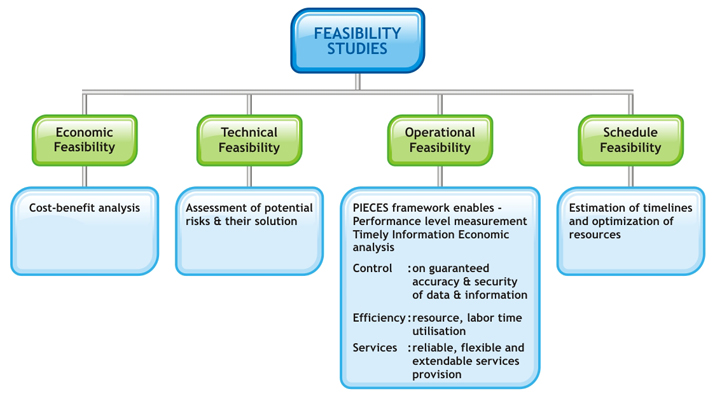 FEASIBILITY
STUDIES
Economic
Feasibility
Technical
Feasibility
Operational
Feasibility
Schedule
Feasibility
Cost-benefit analysis
Assessment of potential
risks & their solution
PIECES framework enables -
Performance level measurement
Timely Information Economic
analysis
Control :on guaranteed
accuracy & security
of data & information
Efficiency:resource, labor time
utilisation
Services :reliable, flexible and
extendable services
provision
Estimation of timelines
and optimization of
resources